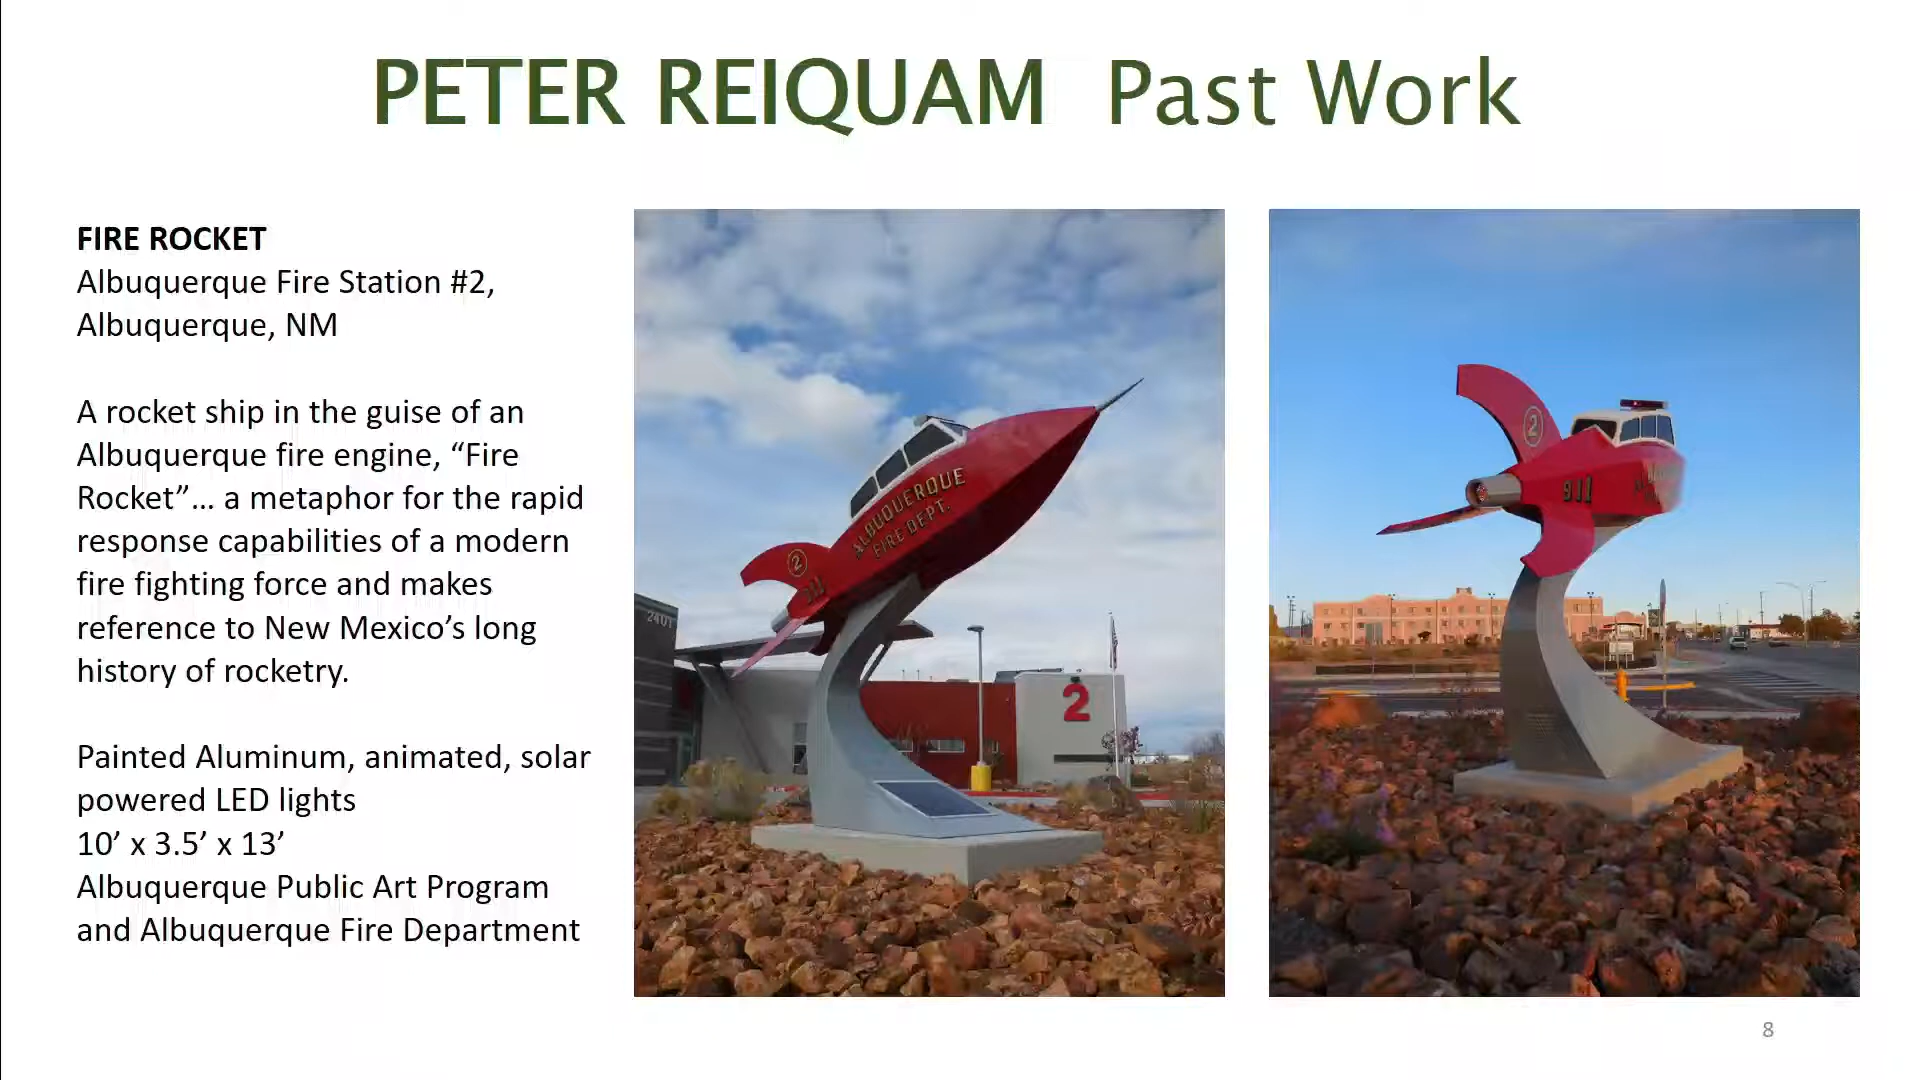 PETER REIQUAM Past Work
FIRE ROCKET
Albuquerque Fire Station #2,
Albuquerque, NM
A rocket ship in the guise of an
Albuquerque fire engine, “Fire
Rocket”… a metaphor for the rapid
response capabilities of a modern
fire fighting force and makes
reference to New Mexico’s long
history of rocketry.
Painted Aluminum, animated, solar
powered LED lights
10’ x 3.5’ x 13’
Albuquerque Public Art Program
and Albuquerque Fire Department
ALBUQUERQUE
FIRE DEPT.
2
911
2401
2
2
911
8